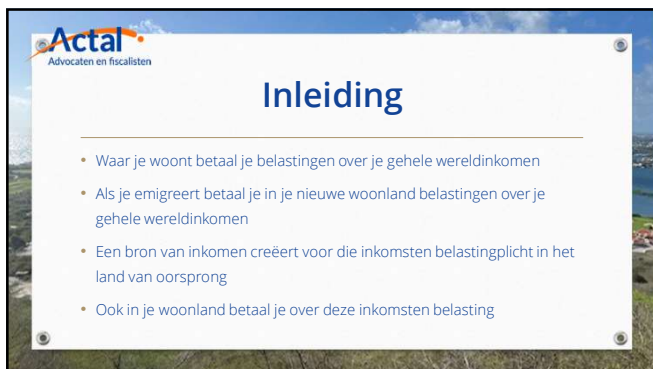 Actal
Advocaten en fiscalisten
Inleiding
• Waar je woont betaal je belastingen over je gehele wereldinkomen
• Als je emigreert betaal je in je nieuwe woonland belastingen over je
gehele wereldinkomen
• Een bron van inkomen creëert voor die inkomsten belastingplicht in het
land van oorsprong
• Ook in je woonland betaal je over deze inkomsten belasting